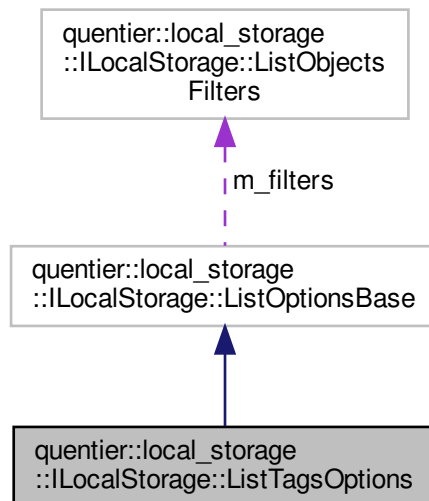 quentier::local_storage
::ILocalStorage::ListObjects
Filters
m_filters
quentier::local_storage
::ILocalStorage::ListOptionsBase
quentier::local_storage
::ILocalStorage::ListTagsOptions